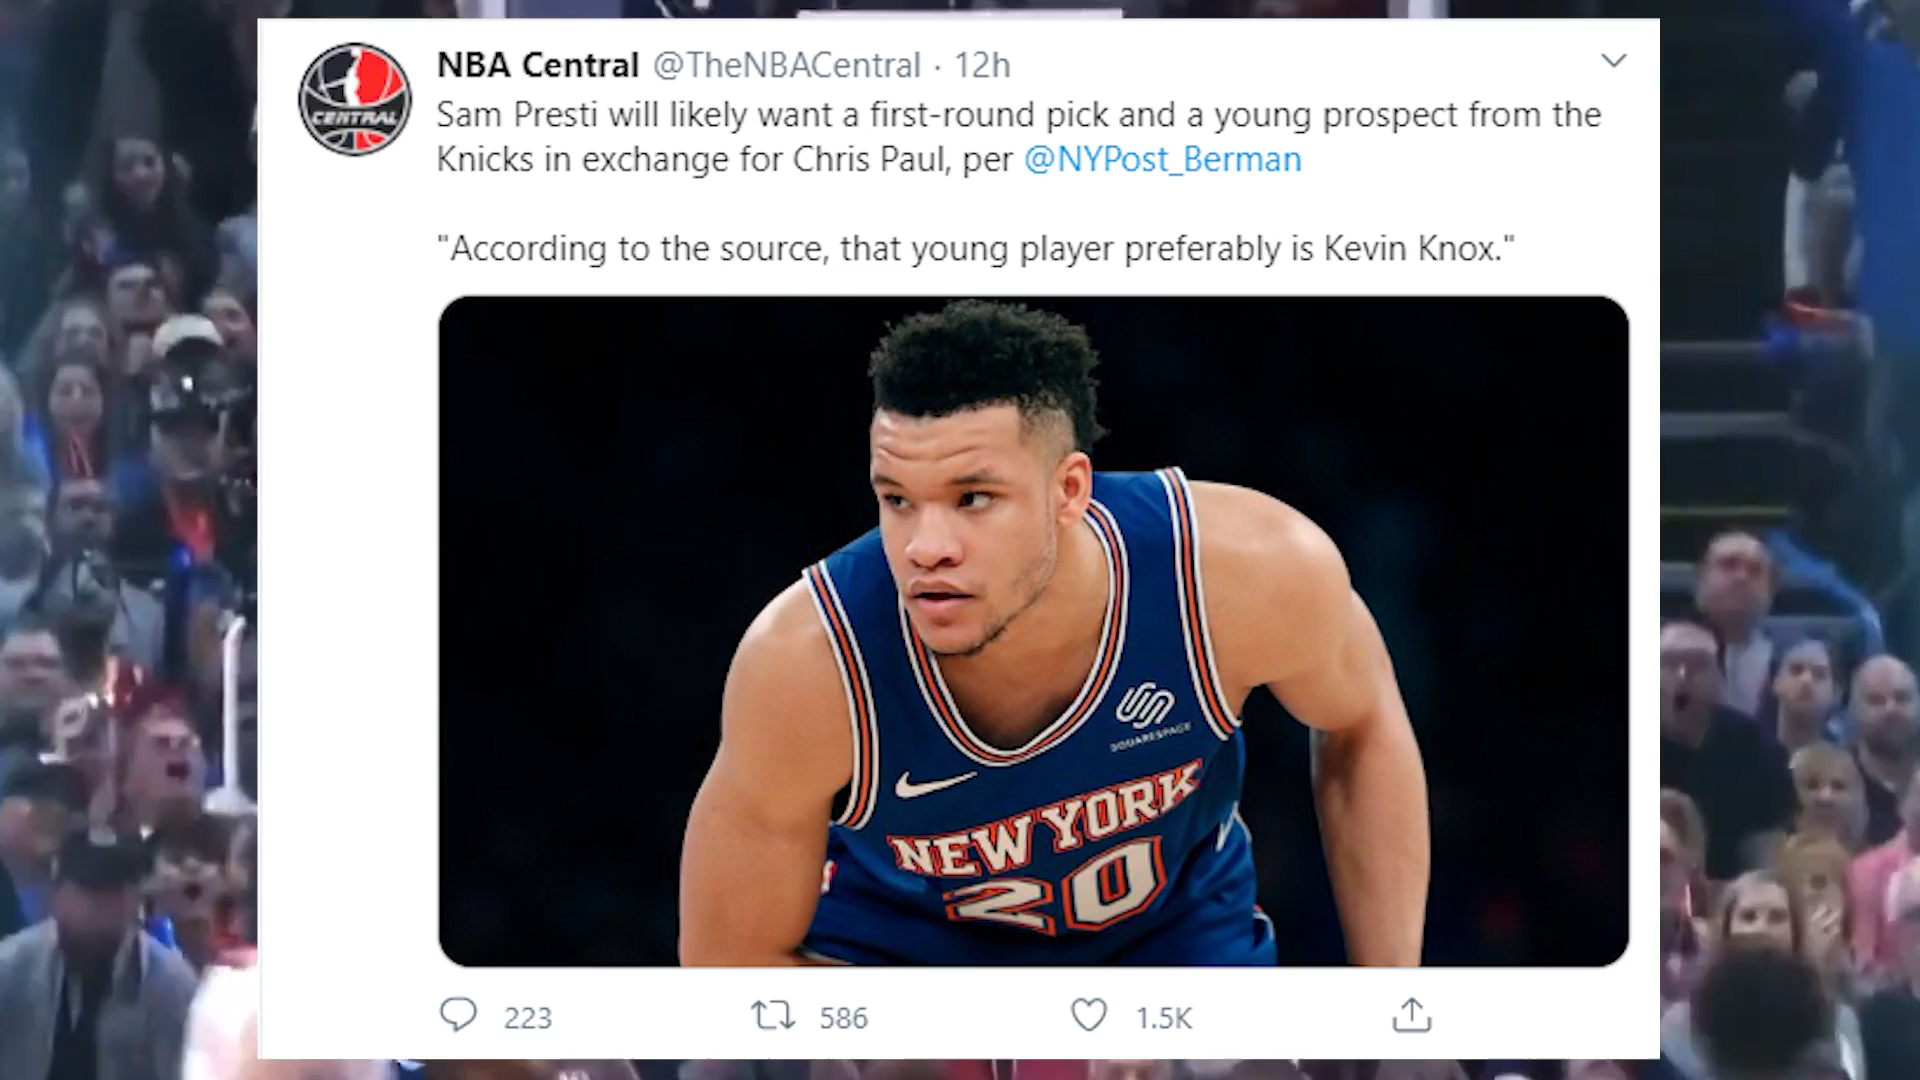 NBA Central @TheNBACentral · 12h
Sam Presti will likely want a first-round pick and a young prospect from the
Knicks in exchange for Chris Paul, per @NYPost_Berman
"According to the source, that young player preferably is Kevin Knox."
CENTRAL
SQUARESPACE
NEW YORK
20
223 586 1.5K